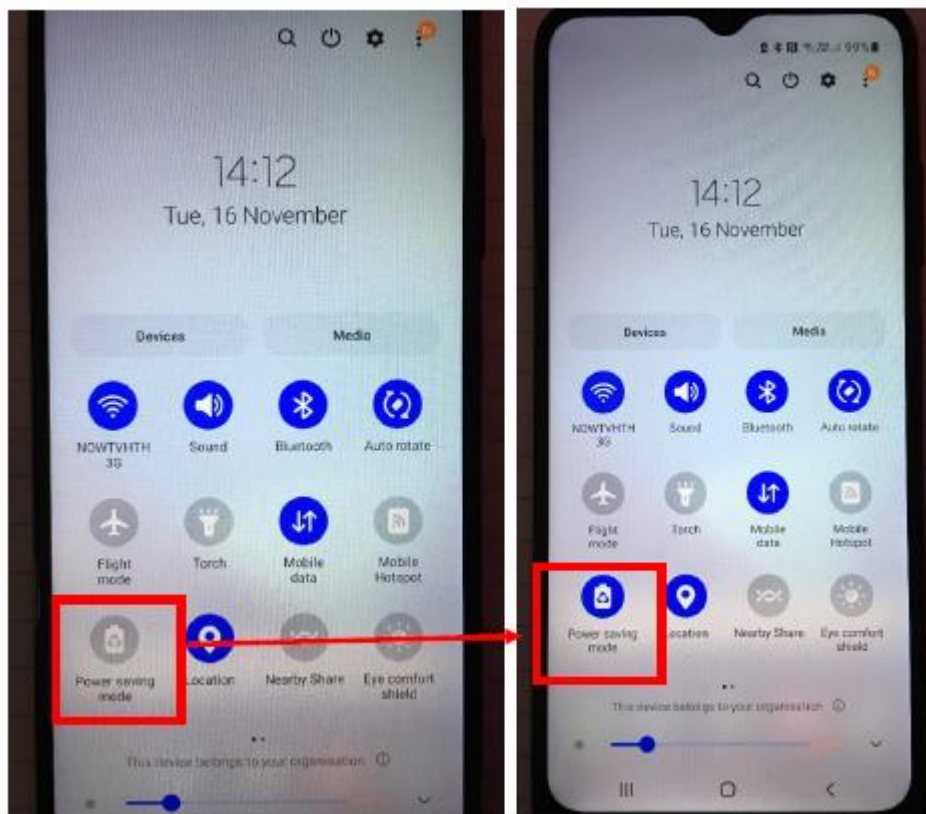 14:12
Tue, 16 November
Devices
Media
NOWTVHTH
3G
Sound
Bluetooth
Auto rotate
Flight
mode
Torch
Mobile
data
Mobile
Hotspot
Power saving
mode
Location
Nearby Share
Eye comfort
shield
This device belongs to your organisation
99%
14:12
Tue, 16 November
Devices
Media
NOWTVHTH
3G
Sound
Bluetooth
Auto rotate
Flight
mode
Torch
Mobile
data
Mobile
Hotspot
Power saving
mode
Location
Nearby Share
Eye comfort
shield
This device belongs to your organisation